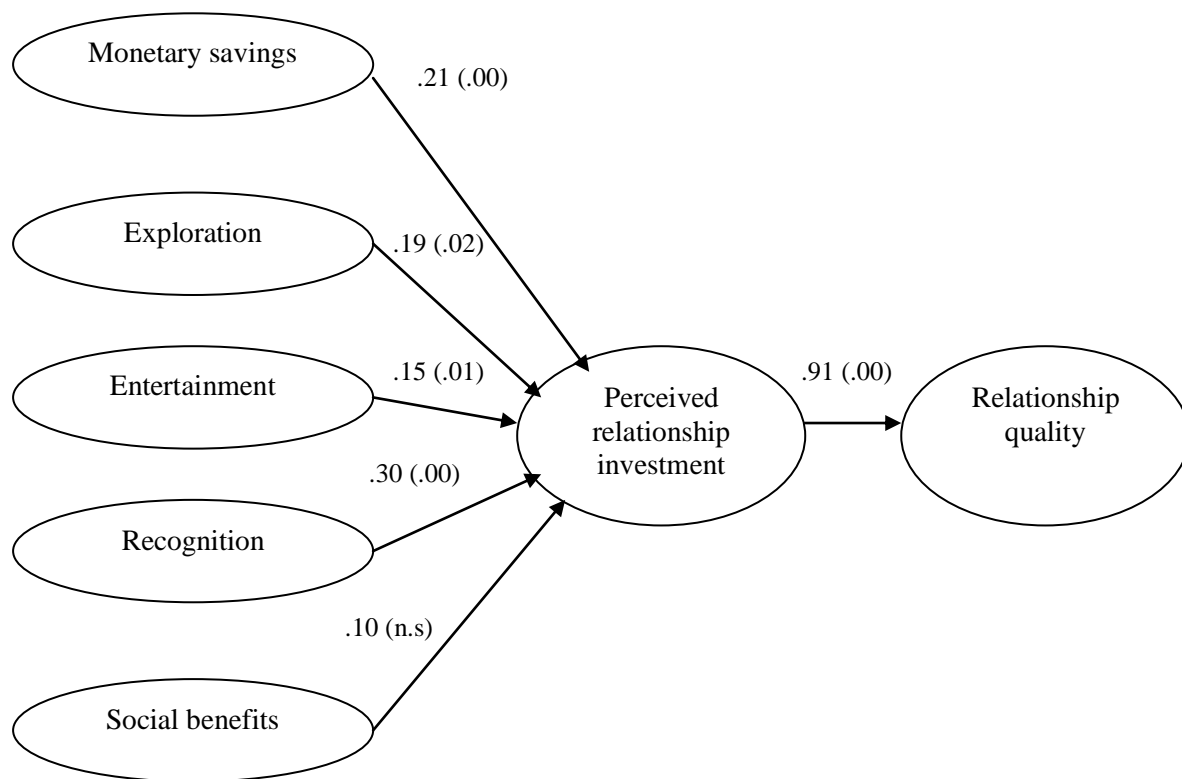 Monetary savings
.21 (.00)
Exploration
.19 (.02)
Entertainment
.15 (.01)
Perceived
relationship
investment
.91 (.00)
Relationship
quality
.30 (.00)
Recognition
.10 (n.s)
Social benefits